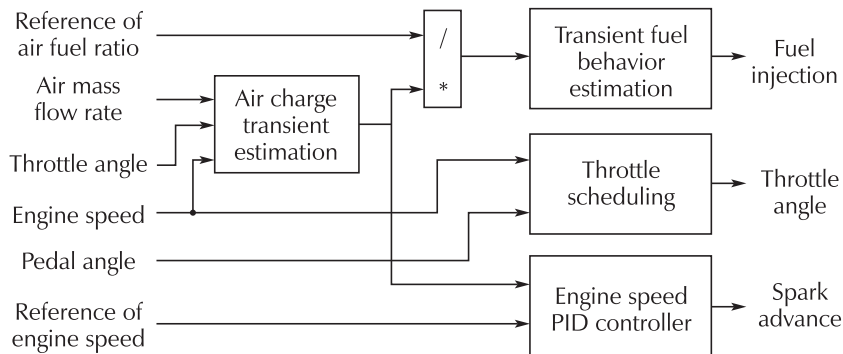 Reference of
air fuel ratio
Air mass
flow rate
Throttle angle
Engine speed
Pedal angle
Reference of
engine speed
Air charge
transient
estimation
/
*
Transient fuel
behavior
estimation
Throttle
scheduling
Engine speed
PID controller
Fuel
injection
Throttle
angle
Spark
advance